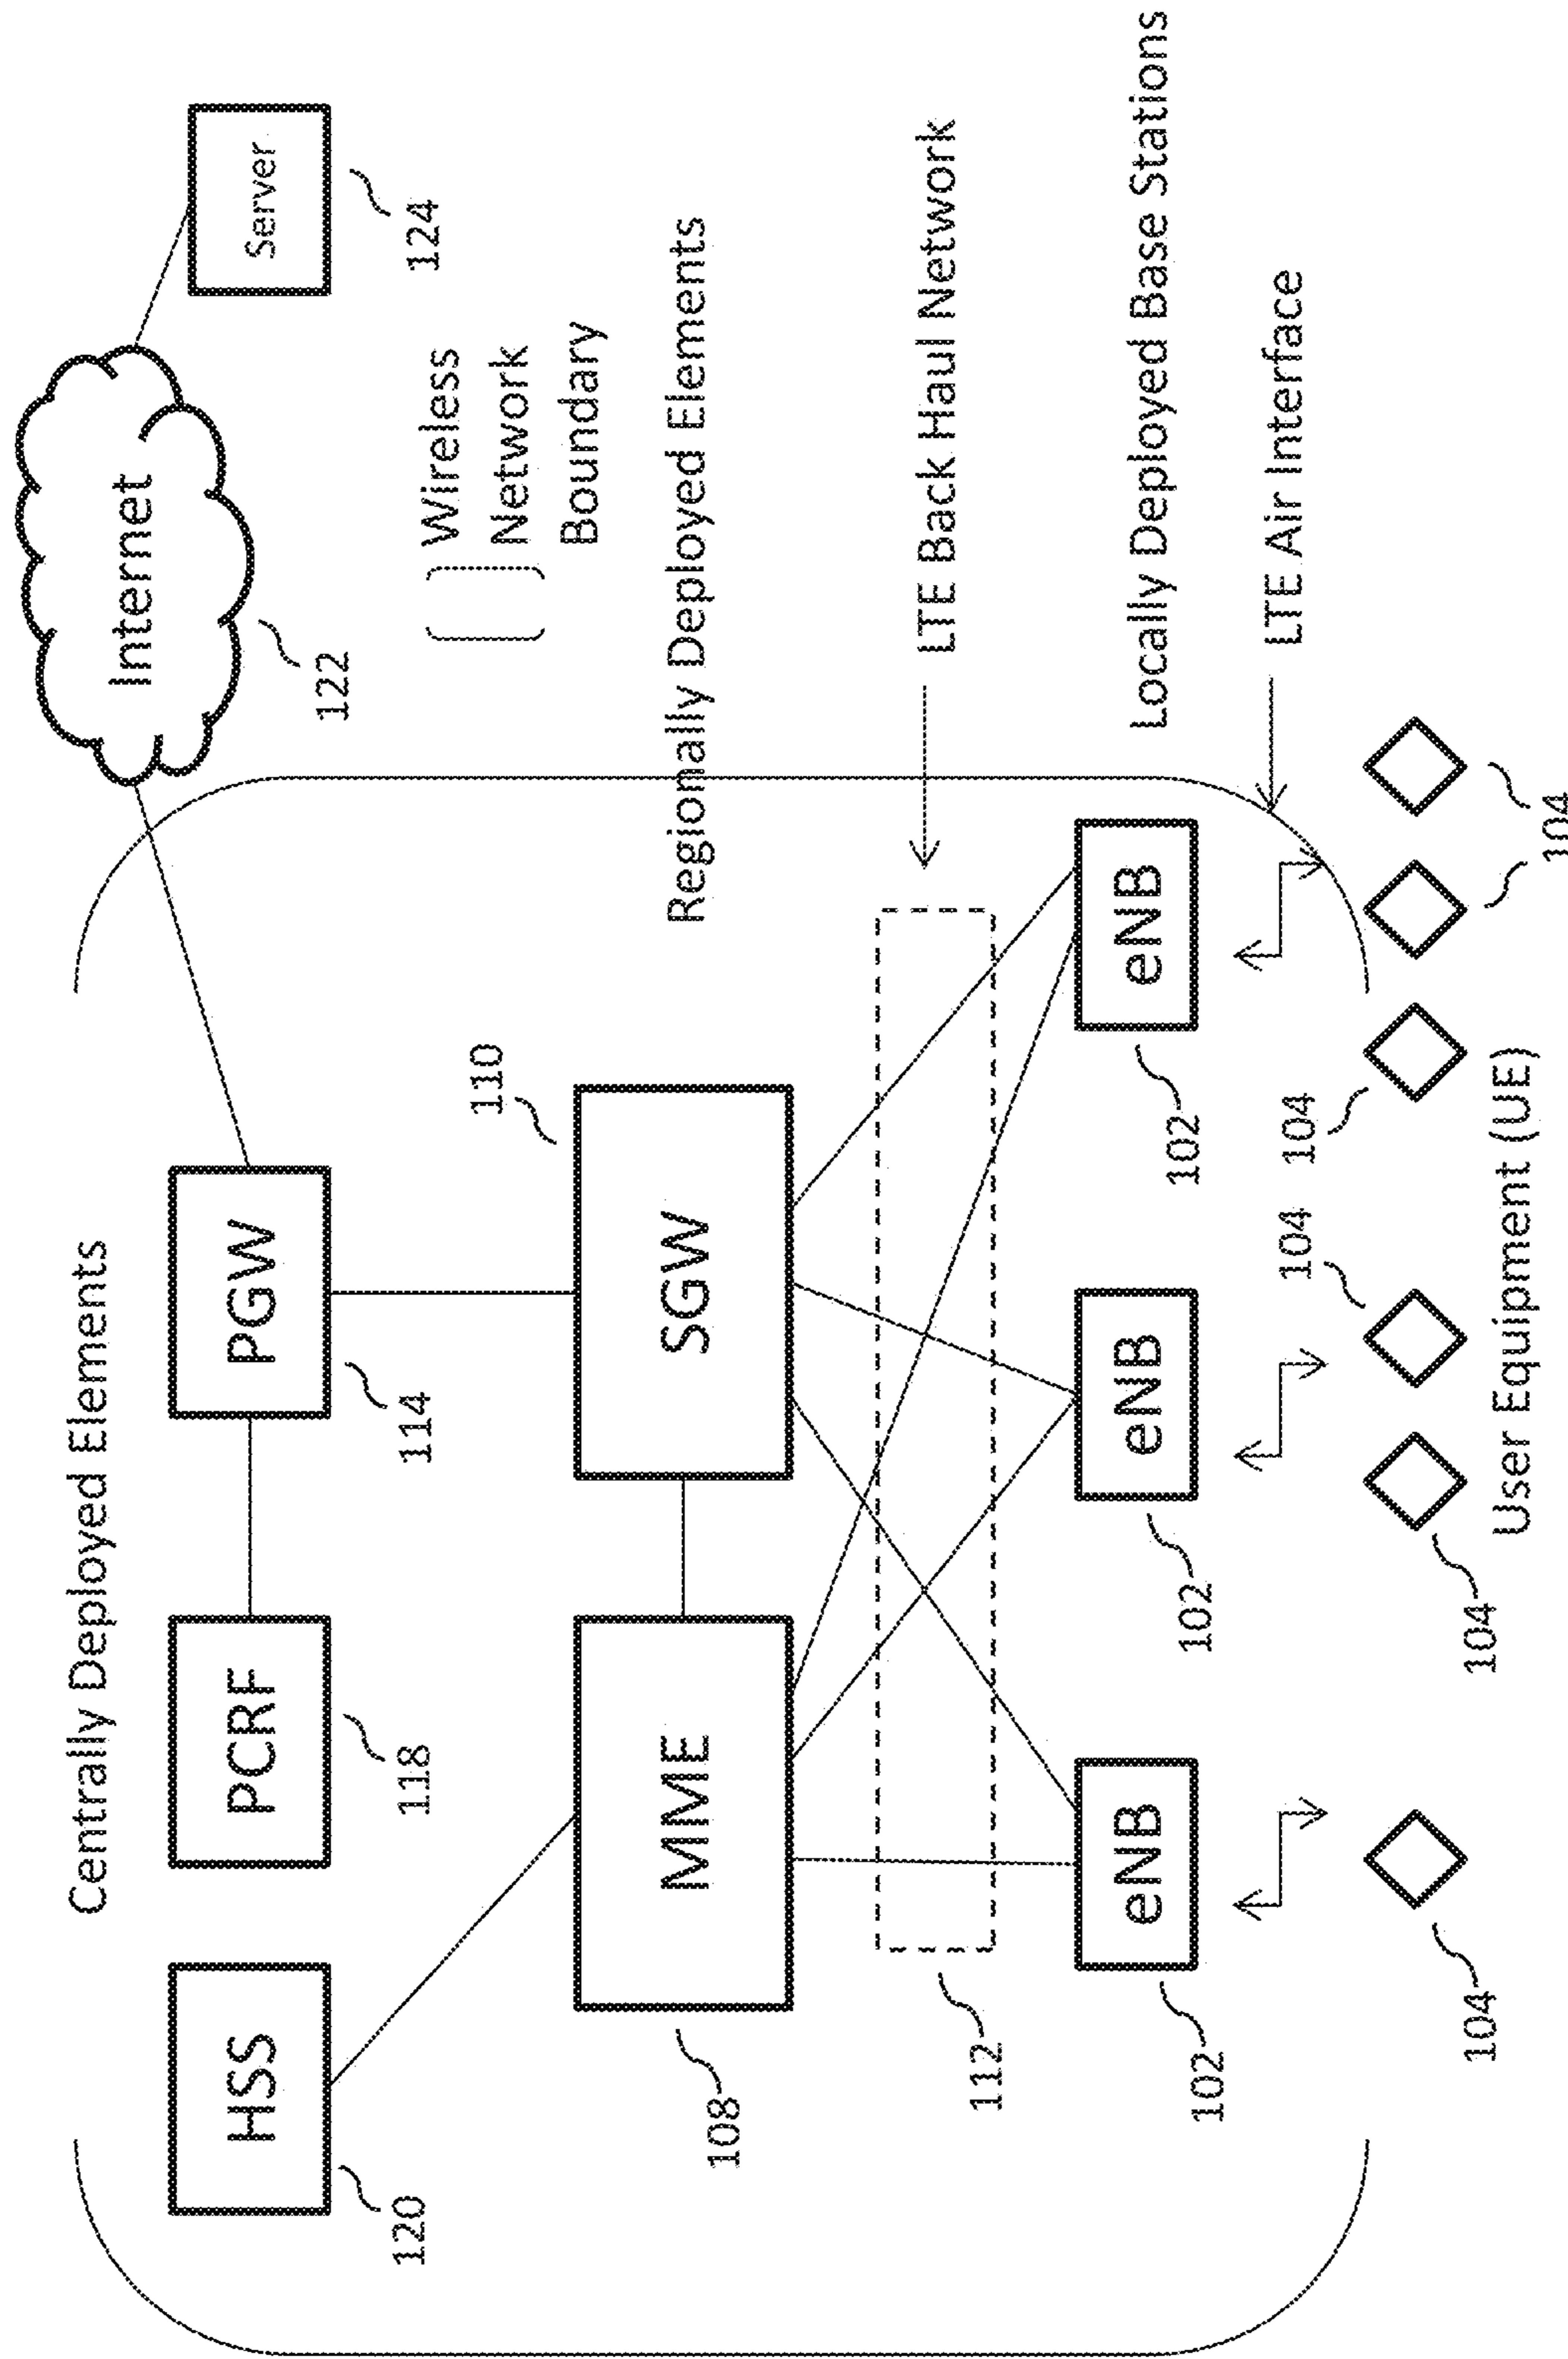 Centrally Deployed Elements
Internet
122
Server
124
HSS
120
PCRF
118
PGW
114
Wireless
Network
Boundary
Regionally Deployed Elements
MME
108
SGW
110
LTE Back Haul Network
112
Locally Deployed Base Stations
eNB
102
eNB
102
eNB
102
LTE Air Interface
104
104
104
104
104
User Equipment (UE)